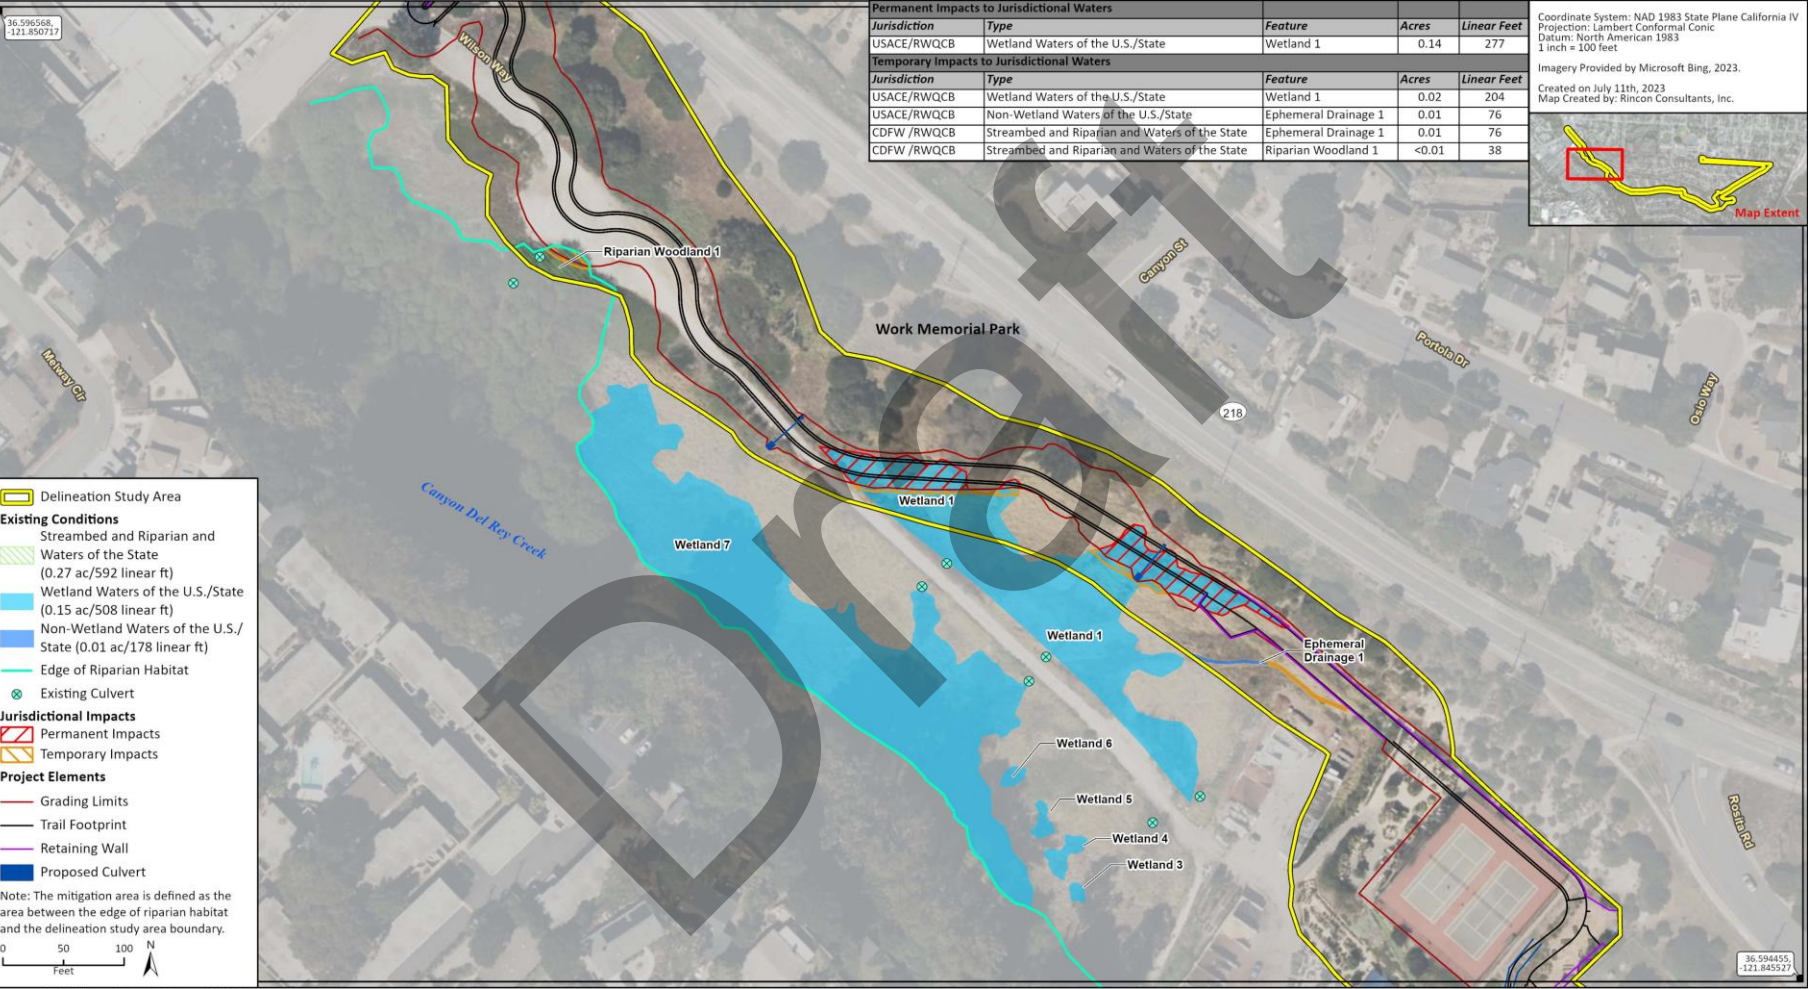 36.596568,
-121.850717
Wilson Way
Permanent Impacts to Jurisdictional Waters
Jurisdiction Type Feature Acres Linear Feet
USACE/RWQCB Wetland Waters of the U.S./State Wetland 1 0.14 277
Temporary Impacts to Jurisdictional Waters
Jurisdiction Type Feature Acres Linear Feet
USACE/RWQCB Wetland Waters of the U.S./State Wetland 1 0.02 204
USACE/RWQCB Non-Wetland Waters of the U.S./State Ephemeral Drainage 1 0.01 76
CDFW /RWQCB Streambed and Riparian and Waters of the State Ephemeral Drainage 1 0.01 76
CDFW /RWQCB Streambed and Riparian and Waters of the State Riparian Woodland 1 <0.01 38
Coordinate System: NAD 1983 State Plane California IV
Projection: Lambert Conformal Conic
Datum: North American 1983
1 inch = 100 feet
Imagery Provided by Microsoft Bing, 2023.
Created on July 11th, 2023
Map Created by: Rincon Consultants, Inc.
Map Extent
Riparian Woodland 1
Canyon St
Work Memorial Park
Portola Dr
Melway Cir
Osio Way
218
Canyon Del Rey Creek
Wetland 1
Wetland 7
Wetland 1
Ephemeral
Drainage 1
Wetland 6
Wetland 5
Wetland 4
Wetland 3
Rosita Rd
Draft
Delineation Study Area
Existing Conditions
Streambed and Riparian and
Waters of the State
(0.27 ac/592 linear ft)
Wetland Waters of the U.S./State
(0.15 ac/508 linear ft)
Non-Wetland Waters of the U.S./
State (0.01 ac/178 linear ft)
Edge of Riparian Habitat
Existing Culvert
Jurisdictional Impacts
Permanent Impacts
Temporary Impacts
Project Elements
Grading Limits
Trail Footprint
Retaining Wall
Proposed Culvert
Note: The mitigation area is defined as the
area between the edge of riparian habitat
and the delineation study area boundary.
0 50 100 N
Feet
36.594455,
-121.845527